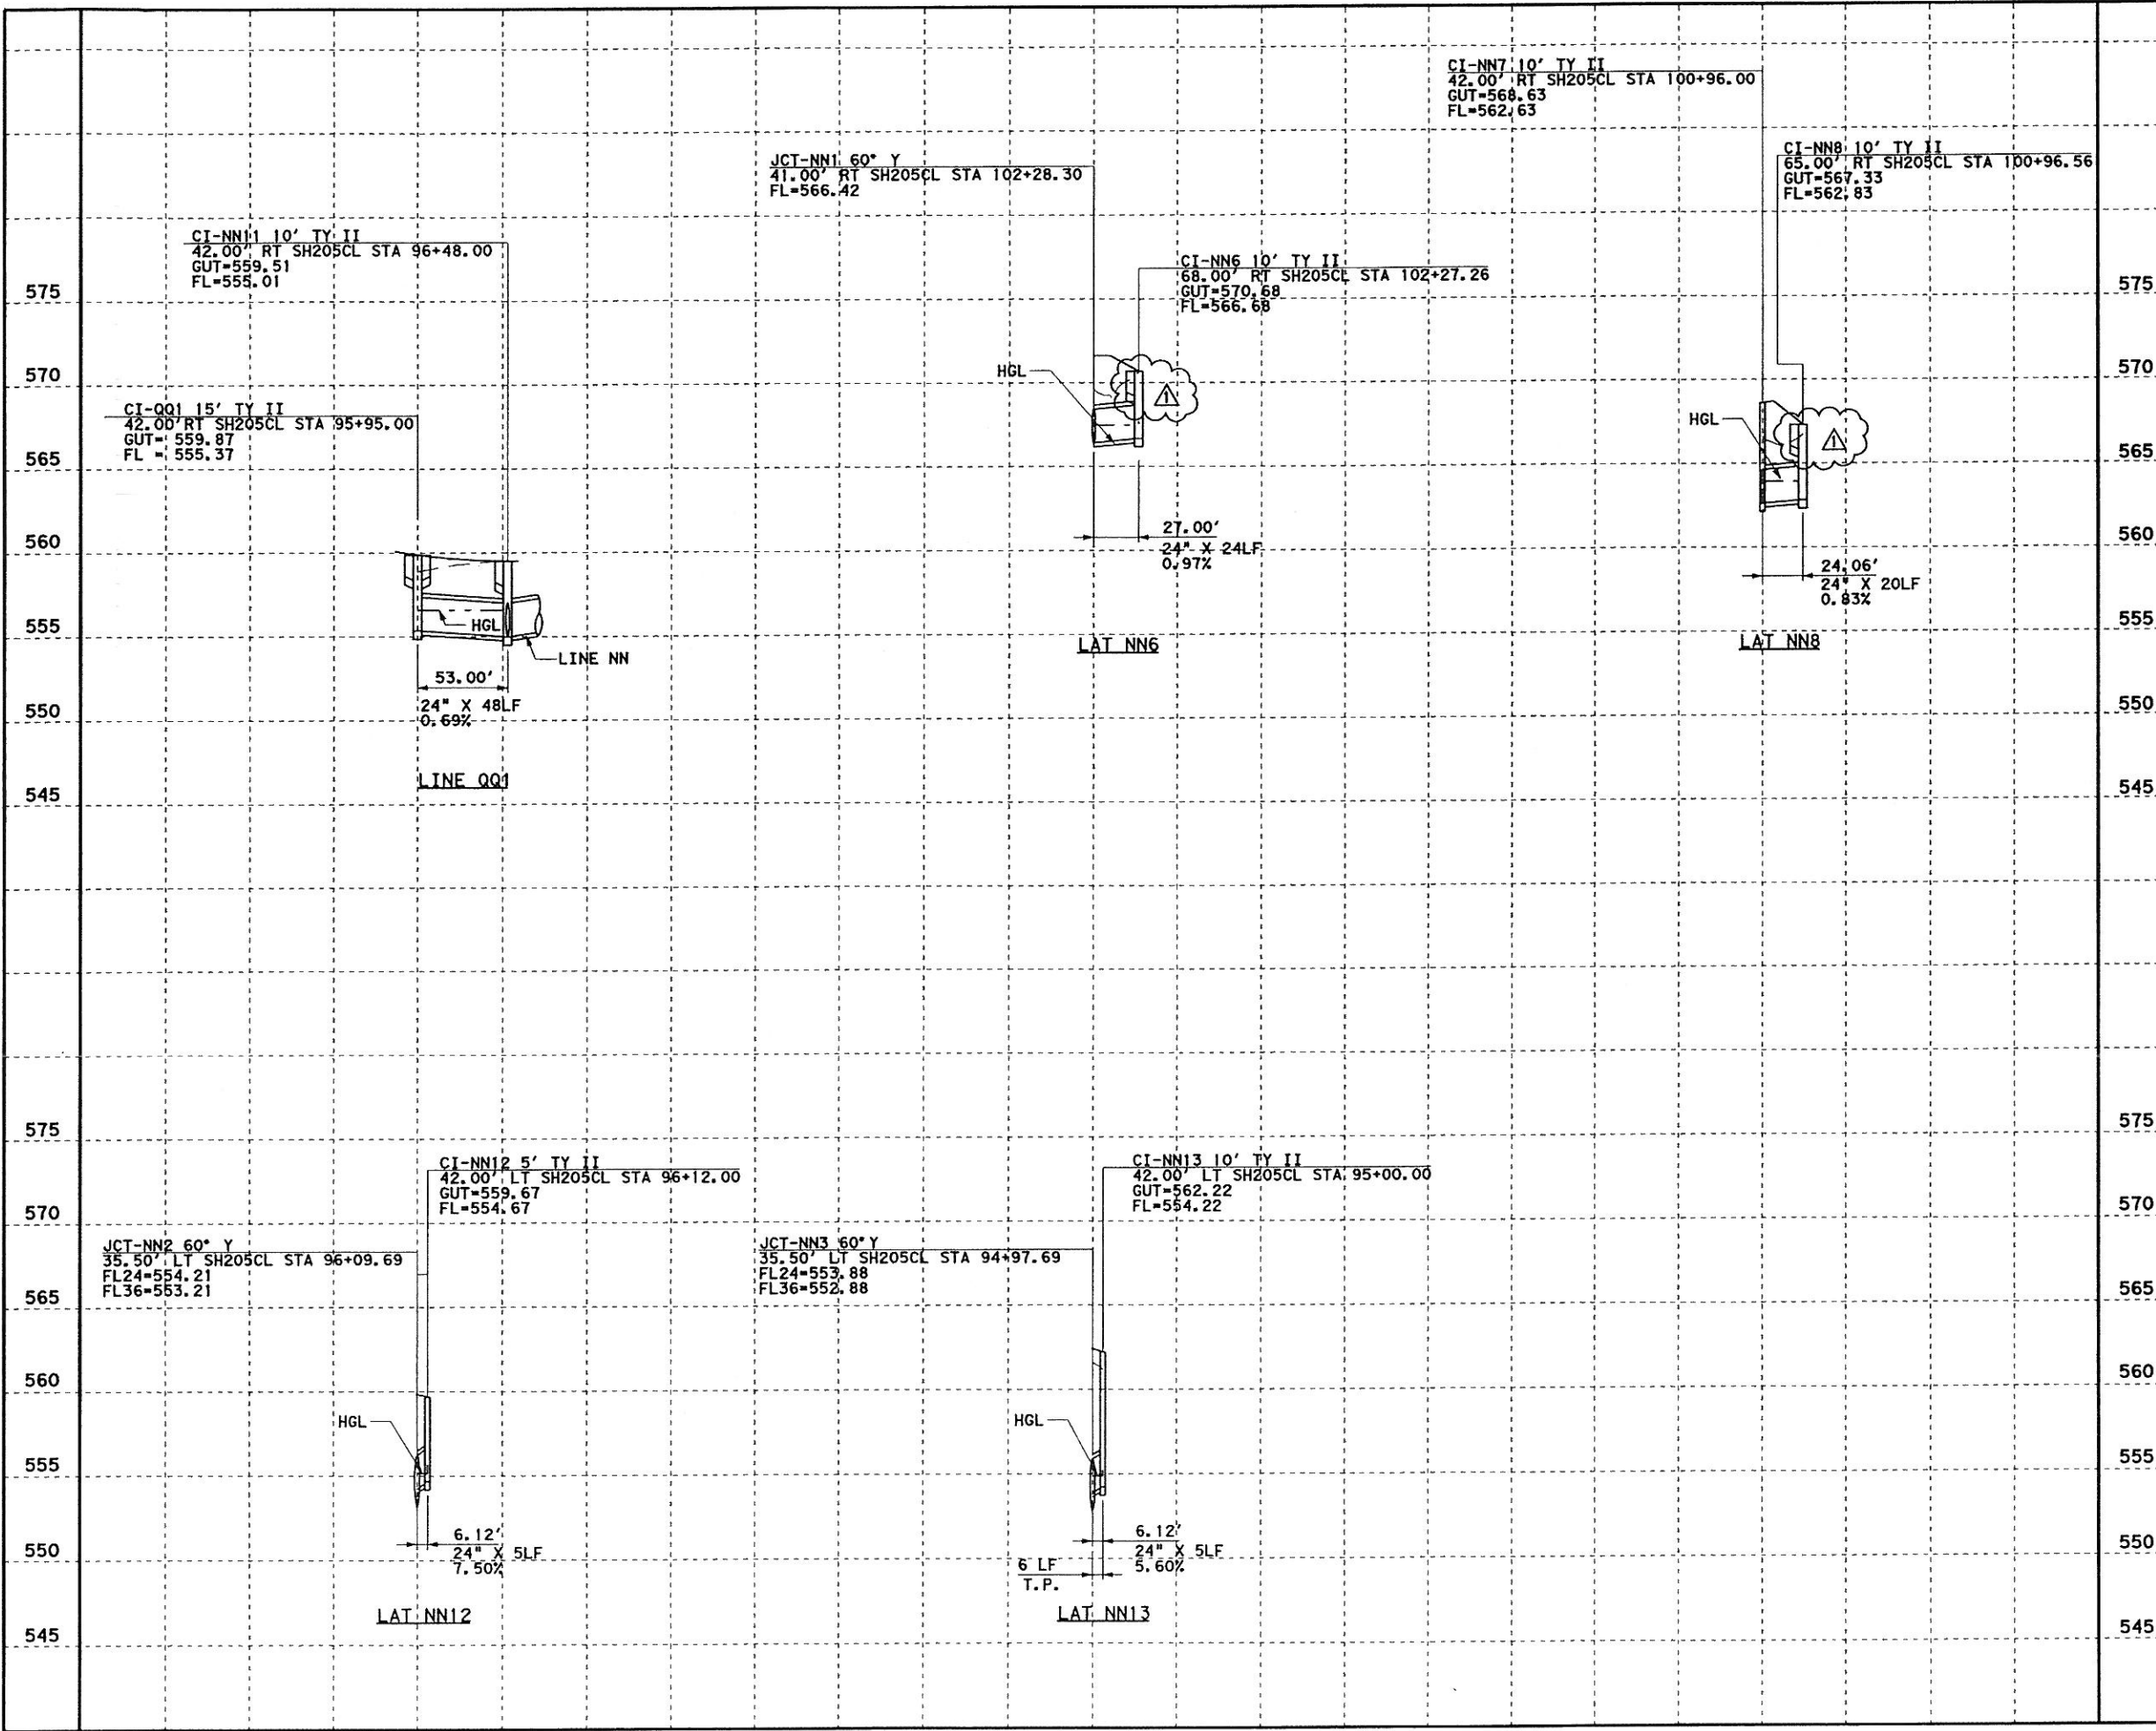 CI-NN7 10' TY II
42.00' RT SH205CL STA 100+96.00
GUT=568.63
FL=562.63
CI-NN8 10' TY II
65.00' RT SH205CL STA 100+96.56
GUT=567.33
FL=562.83
JCT-NN1 60° Y
41.00' RT SH205CL STA 102+28.30
FL=566.42
CI-NN11 10' TY II
42.00' RT SH205CL STA 96+48.00
GUT=559.51
FL=555.01
CI-NN6 10' TY II
68.00' RT SH205CL STA 102+27.26
GUT=570.68
FL=566.68
575
575
570
HGL
1
570
CI-QQ1 15' TY II
42.00'RT SH205CL STA 95+95.00
GUT= 559.87
FL = 555.37
HGL
1
565
565
560
560
27.00'
24" X 24LF
0.97%
24.06'
24" X 20LF
0.83%
555
555
HGL
LINE NN
LAT NN6
LAT NN8
53.00'
24" X 48LF
0.69%
550
550
LINE QQ1
545
545
575
575
CI-NN12 5' TY II
42.00' LT SH205CL STA 96+12.00
GUT=559.67
FL=554.67
CI-NN13 10' TY II
42.00' LT SH205CL STA 95+00.00
GUT=562.22
FL=554.22
570
570
JCT-NN2 60° Y
35.50' LT SH205CL STA 96+09.69
FL24=554.21
FL36=553.21
JCT-NN3 60° Y
35.50' LT SH205CL STA 94+97.69
FL24=553.88
FL36=552.88
565
565
560
560
HGL
HGL
555
555
6.12'
24" X 5LF
7.50%
6.12'
24" X 5LF
5.60%
550
550
6 LF
T.P.
LAT NN12
LAT NN13
545
545